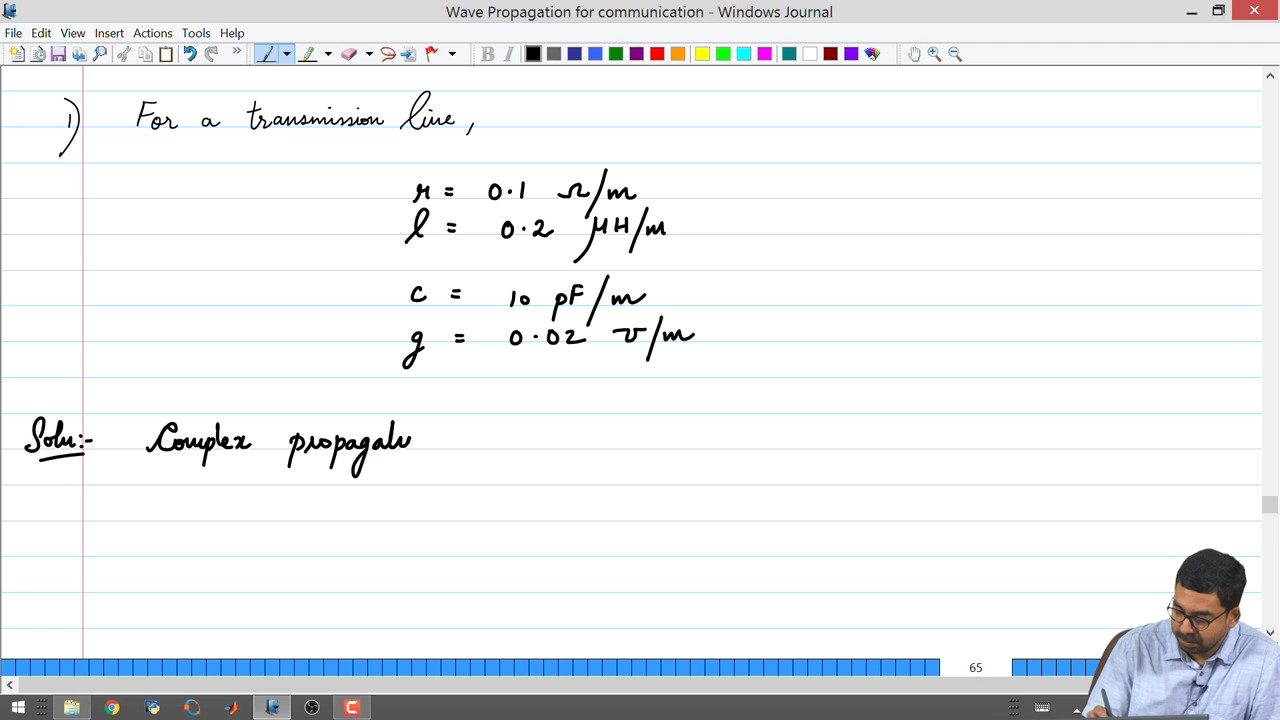 Wave Propagation for communication - Windows Journal
File Edit View Insert Actions Tools Help
1) For a transmission line,
r = 0.1 Ω/m
l = 0.2 μH/m
c = 10 pF/m
g = 0.02 ℧/m
Soln:- Complex propagat
65